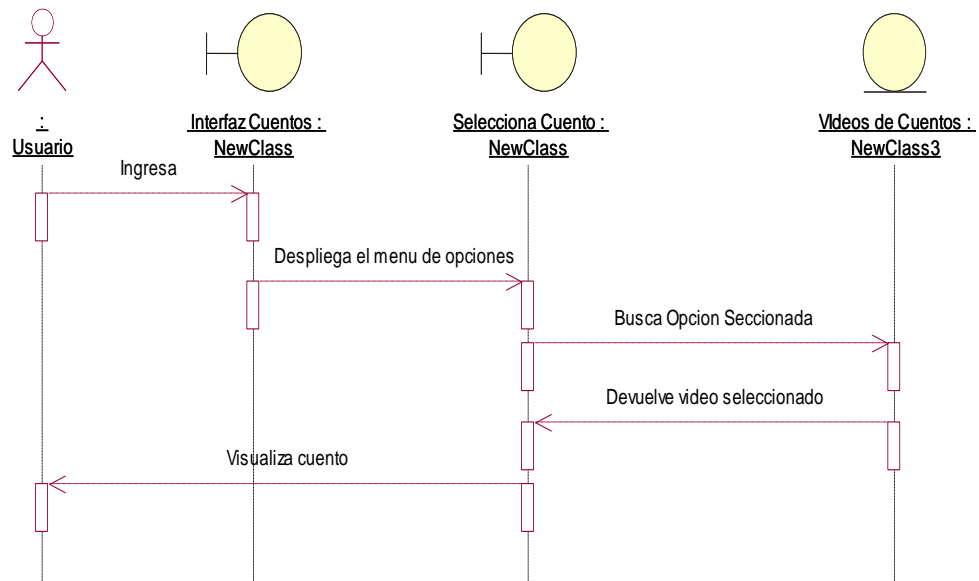 :
Usuario
Interfaz Cuentos :
NewClass
Selecciona Cuento :
NewClass
VIdeos de Cuentos :
NewClass3
Ingresa
Despliega el menu de opciones
Busca Opcion Seccionada
Devuelve video seleccionado
Visualiza cuento